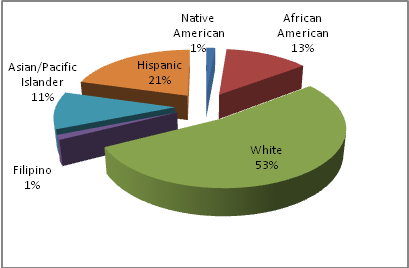 Native
American
1%
African
American
13%
Hispanic
21%
Asian/Pacific
Islander
11%
White
53%
Filipino
1%